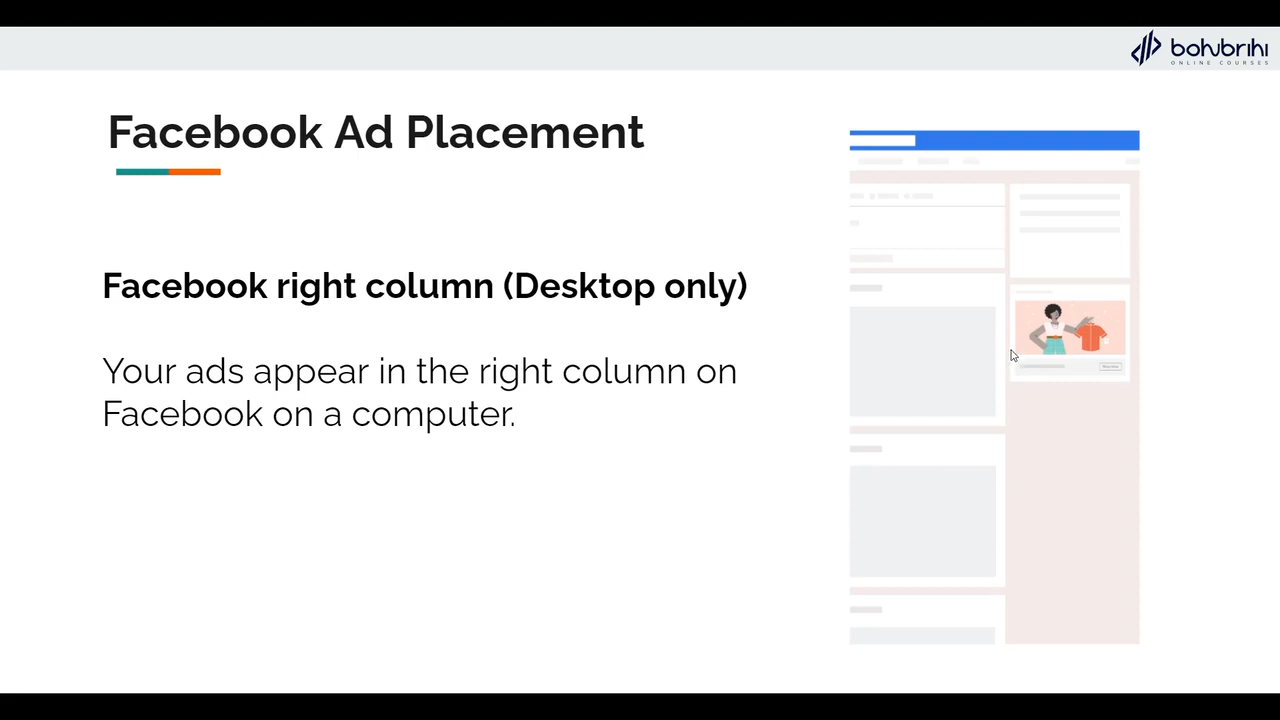 bohubrihi
ONLINE COURSES
Facebook Ad Placement
Facebook right column (Desktop only)
Your ads appear in the right column on
Facebook on a computer.